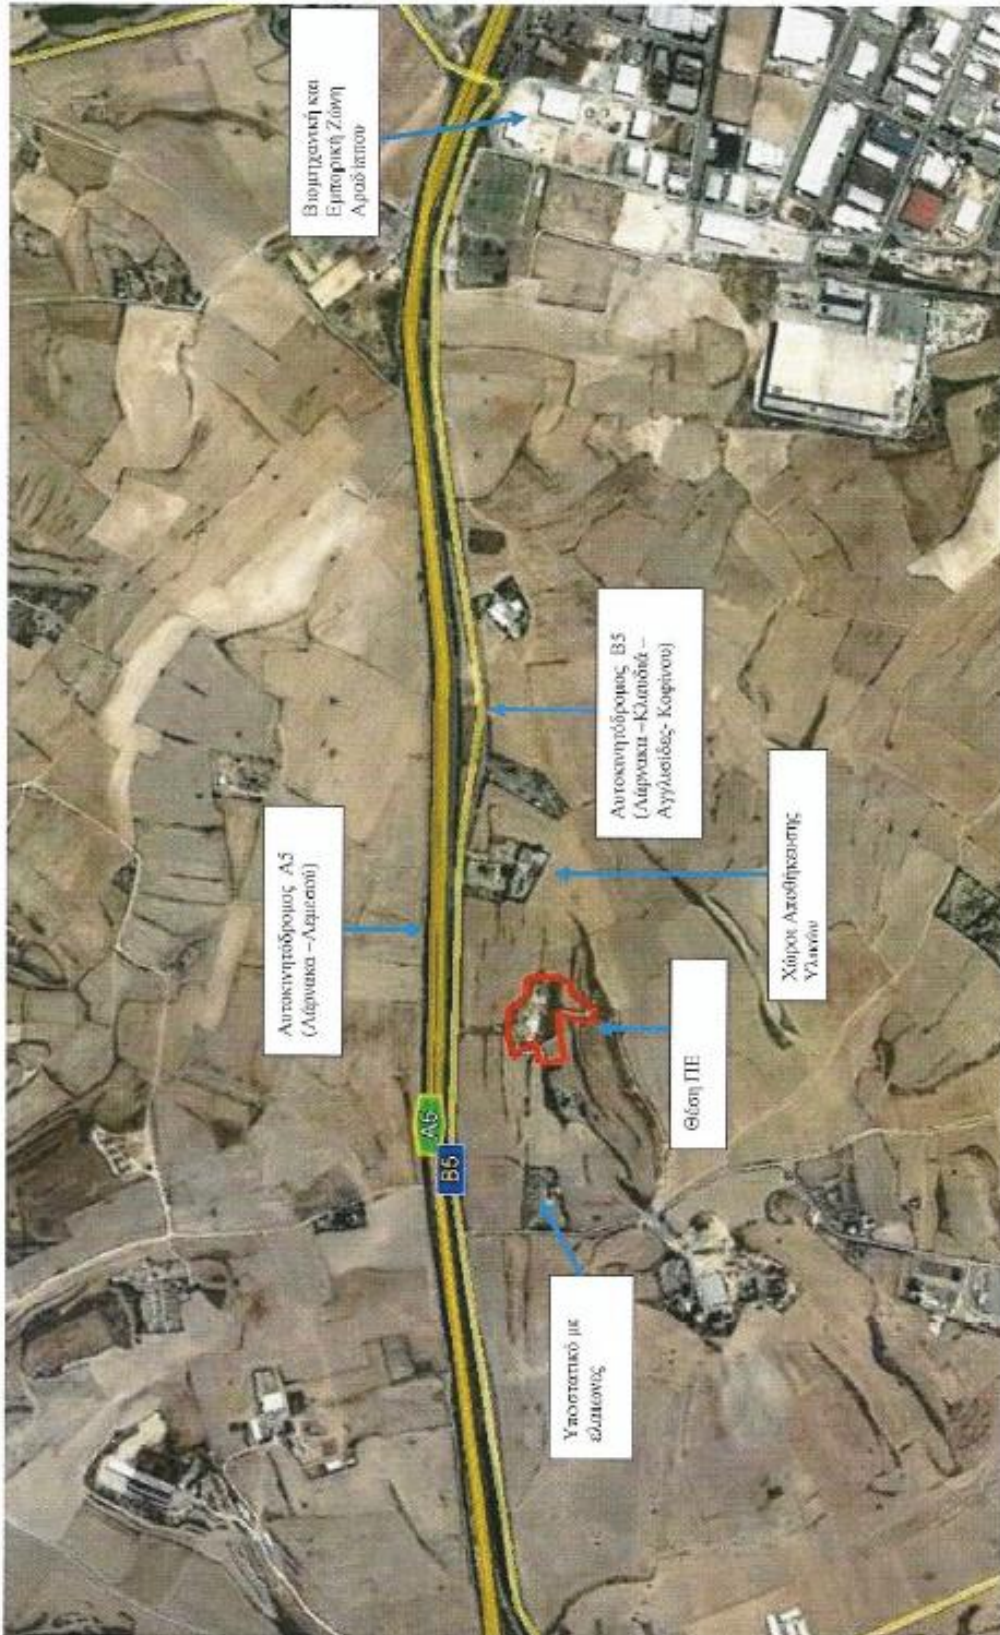 Βιομηχανική και
Εμπορική Ζώνη
Αραδίππου
Αυτοκινητόδρομος Α5
(Λάρνακα – Λεμεσού)
Αυτοκινητόδρομος Β5
(Λάρνακα –Κλαυδιά –
Αγγλισίδες- Κοφίνου)
Χώροι Αποθήκευσης
Υλικών
Θέση ΠΕ
Υποστατικό με
ελαιώνες
A5
B5